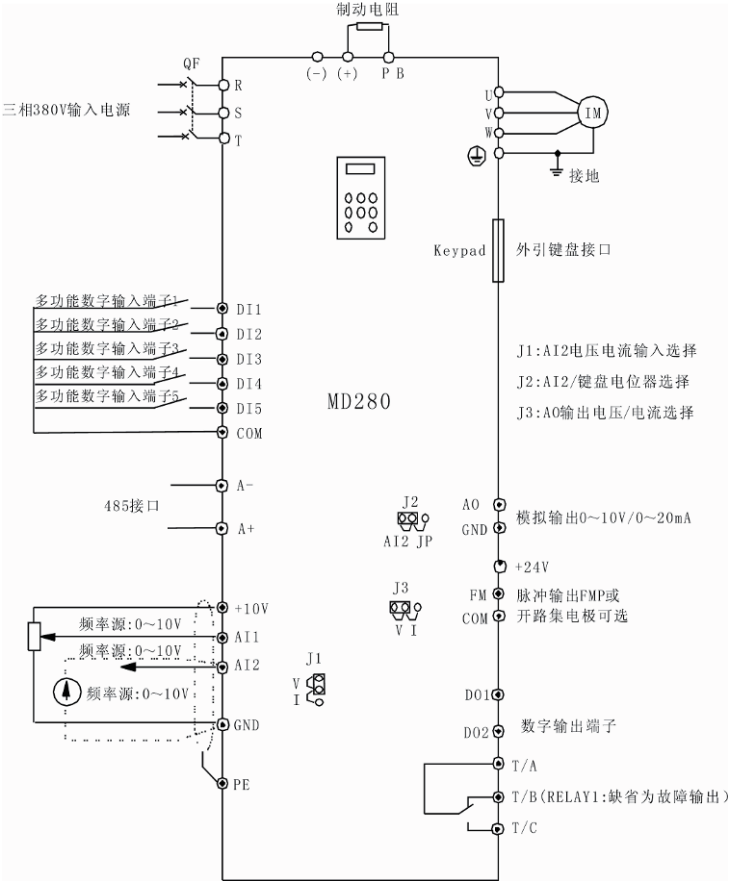 制动电阻
QF
(-) (+) P B
R
三相380V输入电源
S
T
U
V
IM
W
接地
Keypad
外引键盘接口
多功能数字输入端子1
DI1
多功能数字输入端子2
DI2
多功能数字输入端子3
DI3
多功能数字输入端子4
DI4
多功能数字输入端子5
DI5
COM
MD280
J1:AI2电压电流输入选择
J2:AI2/键盘电位器选择
J3:AO输出电压/电流选择
A-
485接口
A+
J2
AI2 JP
AO
GND
模拟输出0～10V/0～20mA
+24V
J3
V I
FM
脉冲输出FMP或
COM
开路集电极可选
+10V
频率源:0～10V
AI1
频率源:0～10V
AI2
频率源:0～10V
J1
V
I
GND
PE
DO1
DO2
数字输出端子
T/A
T/B(RELAY1:缺省为故障输出)
T/C